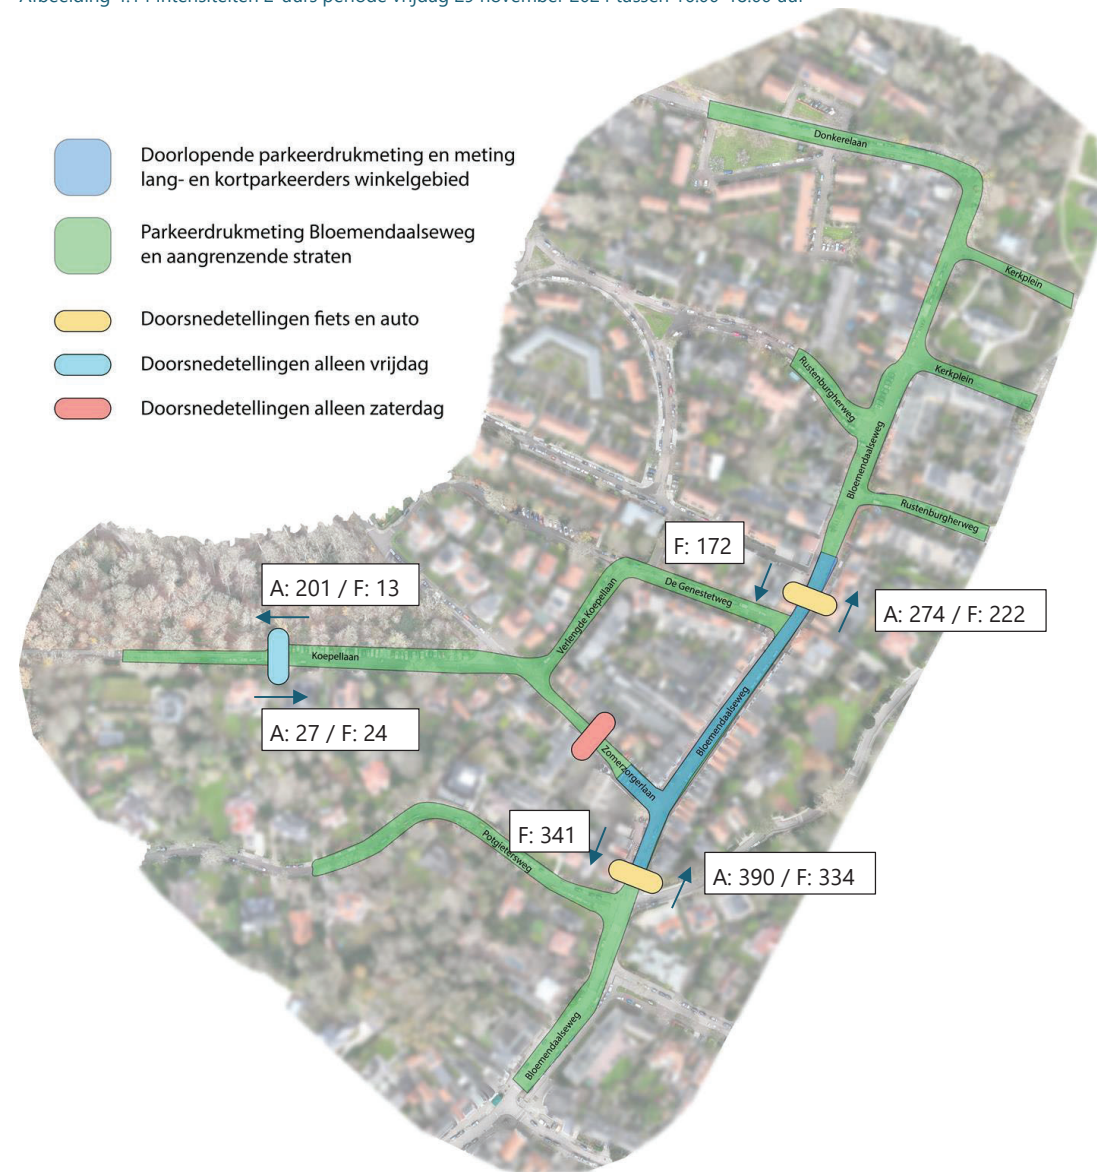 Doorlopende parkeerdrukmeting en meting
lang- en kortparkeerders winkelgebied
Parkeerdrukmeting Bloemendaalseweg
en aangrenzende straten
Doorsnedetellingen fiets en auto
Doorsnedetellingen alleen vrijdag
Doorsnedetellingen alleen zaterdag
Donkerelaan
Kerkplein
Kerkplein
Rustenburgherweg
Bloemendaalseweg
Rustenburgherweg
F: 172
De Genestetweg
A: 201 / F: 13
Verlengde Koepellaan
A: 274 / F: 222
Koepellaan
A: 27 / F: 24
Bloemendaalseweg
Zomerzorgerlaan
F: 341
Potgietersweg
A: 390 / F: 334
Bloemendaalseweg